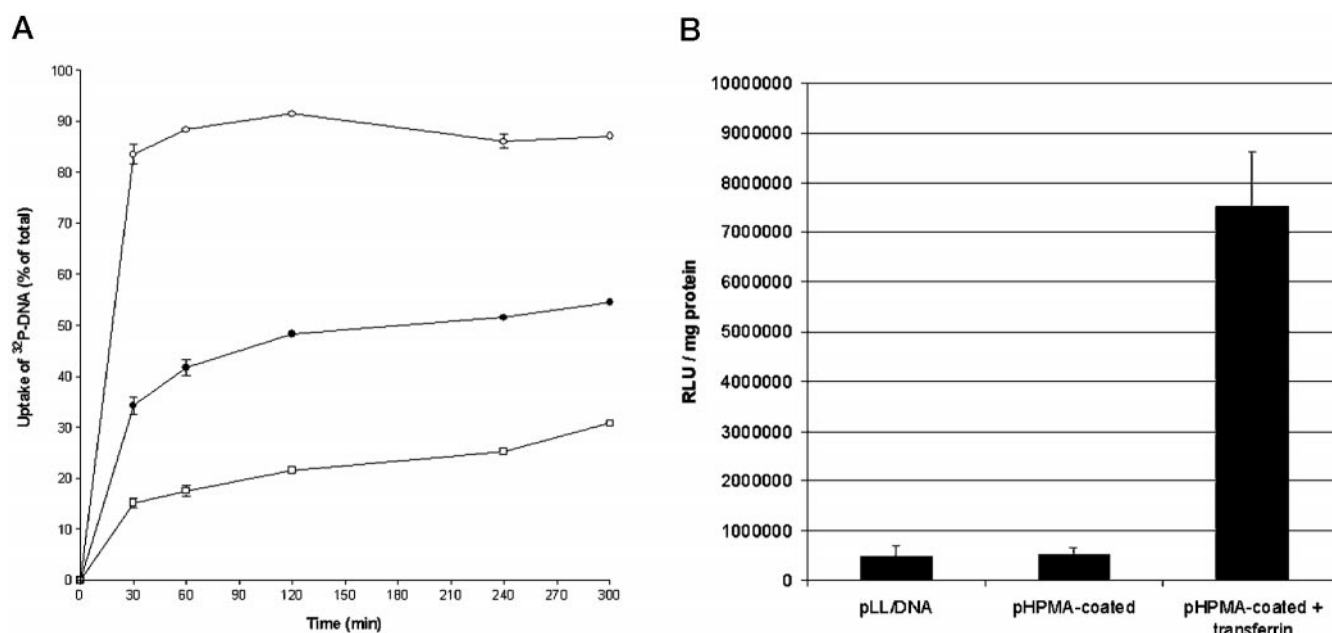 A
Uptake of ³²P-DNA (% of total)
100
90
80
70
60
50
40
30
20
10
0
0 30 60 90 120 150 180 210 240 270 300
Time (min)
B
RLU / mg protein
10000000
9000000
8000000
7000000
6000000
5000000
4000000
3000000
2000000
1000000
0
pLL/DNA
pHPMA-coated
pHPMA-coated +
transferrin